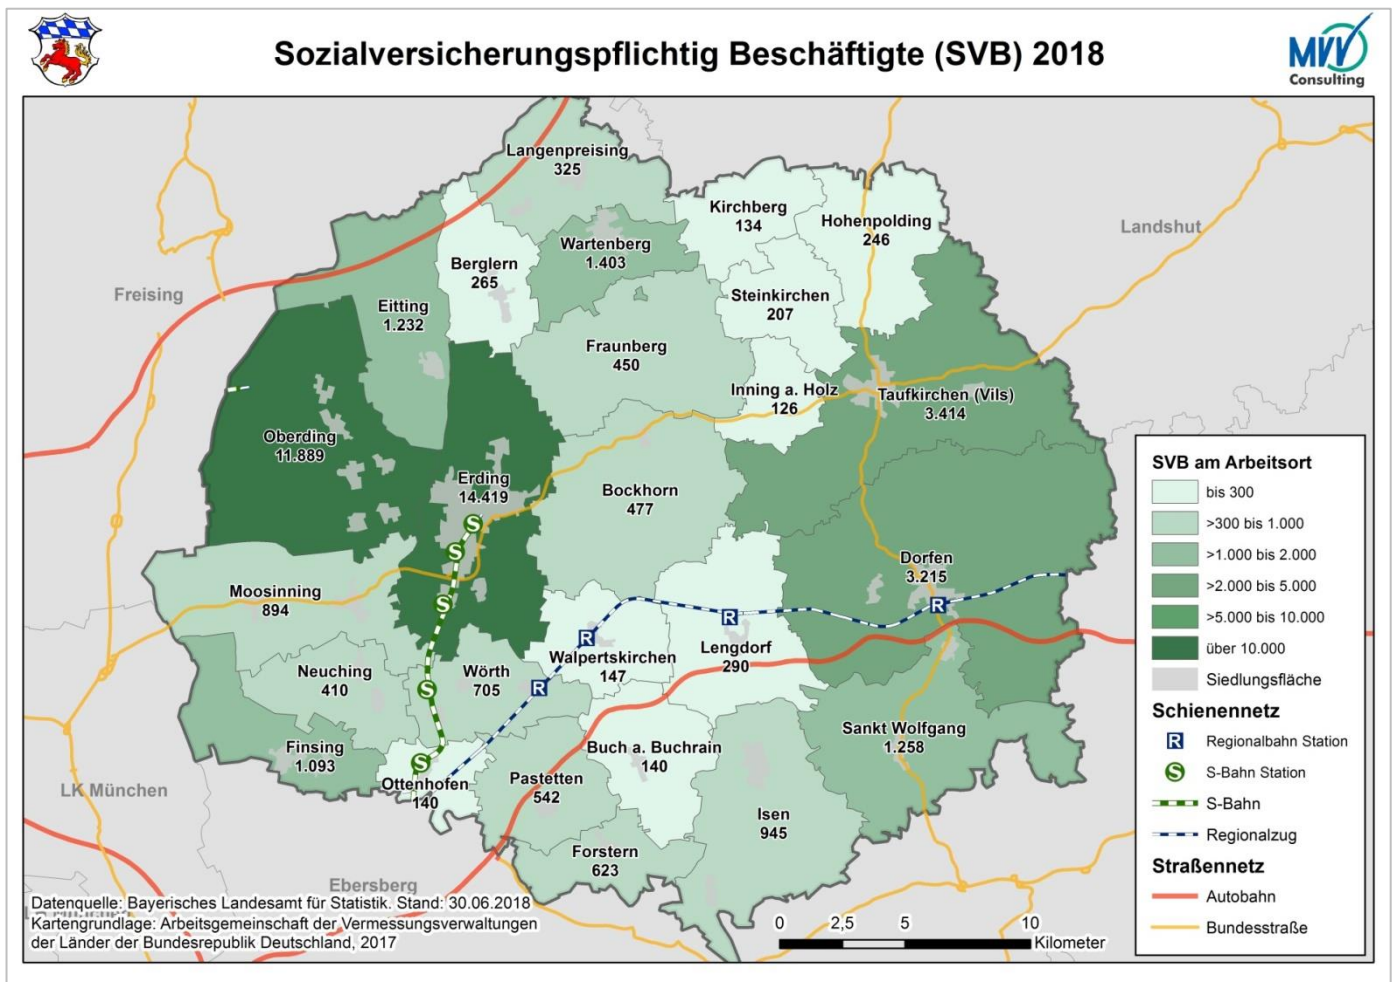 Sozialversicherungspflichtig Beschäftigte (SVB) 2018
MVV
Consulting
Langenpreising
325
Kirchberg
134
Hohenpolding
246
Landshut
Wartenberg
1.403
Berglern
265
Freising
Eitting
1.232
Steinkirchen
207
Fraunberg
450
Inning a. Holz
126
Taufkirchen (Vils)
3.414
Oberding
11.889
Erding
14.419
S
S
S
S
S
Bockhorn
477
Dorfen
3.215
R
Moosinning
894
R
R
R
Lengdorf
290
Walpertskirchen
147
Neuching
410
Wörth
705
Sankt Wolfgang
1.258
Finsing
1.093
Buch a. Buchrain
140
Ottenhofen
140
Pastetten
542
LK München
Isen
945
Forstern
623
Ebersberg
SVB am Arbeitsort
bis 300
>300 bis 1.000
>1.000 bis 2.000
>2.000 bis 5.000
>5.000 bis 10.000
über 10.000
Siedlungsfläche
Schienennetz
R Regionalbahn Station
S S-Bahn Station
S-Bahn
Regionalzug
Straßennetz
Autobahn
Bundesstraße
Datenquelle: Bayerisches Landesamt für Statistik. Stand: 30.06.2018
Kartengrundlage: Arbeitsgemeinschaft der Vermessungsverwaltungen
der Länder der Bundesrepublik Deutschland, 2017
0 2,5 5 10
Kilometer